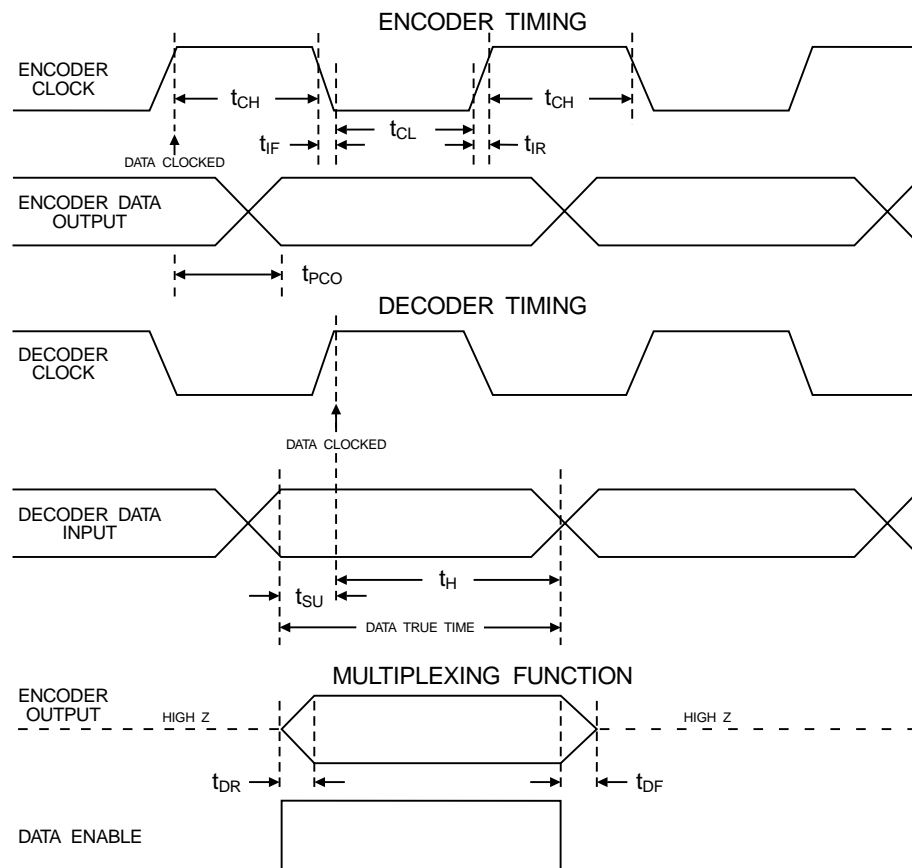 ENCODER TIMING
ENCODER
CLOCK
tCH
tCH
tCL
tIF
tIR
DATA CLOCKED
ENCODER DATA
OUTPUT
tPCO
DECODER TIMING
DECODER
CLOCK
DATA CLOCKED
DECODER DATA
INPUT
tH
tSU
DATA TRUE TIME
MULTIPLEXING FUNCTION
ENCODER
OUTPUT
HIGH Z
HIGH Z
tDR
tDF
DATA ENABLE